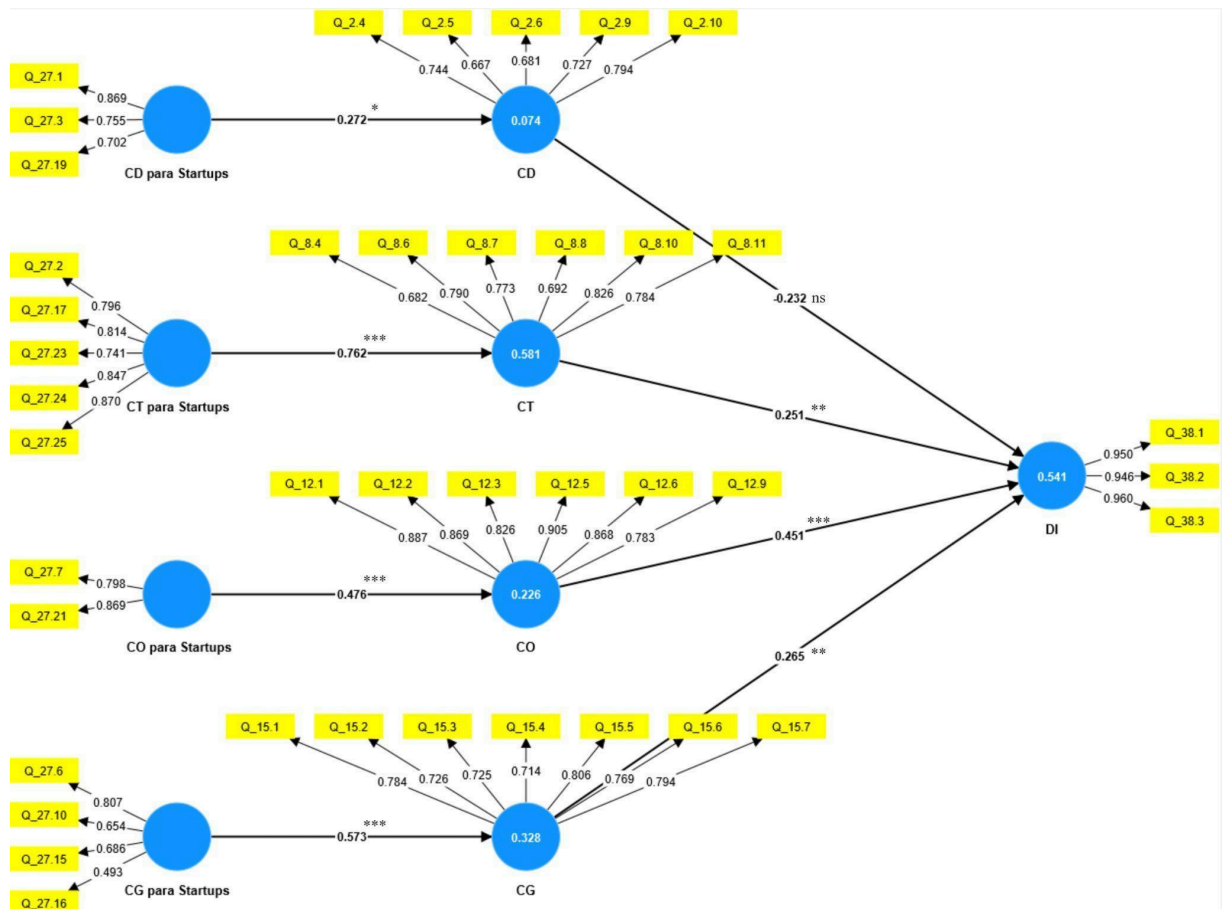 Q_2.4 Q_2.5 Q_2.6 Q_2.9 Q_2.10
0.744 0.667 0.681 0.727 0.794
Q_27.1
Q_27.3
Q_27.19
0.869
0.755
0.702
CD para Startups
0.272 *
0.074
CD
-0.232 ns
Q_8.4 Q_8.6 Q_8.7 Q_8.8 Q_8.10 Q_8.11
0.682 0.790 0.773 0.692 0.826 0.784
Q_27.2
Q_27.17
Q_27.23
Q_27.24
Q_27.25
0.796
0.814
0.741
0.847
0.870
CT para Startups
0.762 ***
0.581
CT
0.251 **
Q_12.1 Q_12.2 Q_12.3 Q_12.5 Q_12.6 Q_12.9
0.887 0.869 0.826 0.905 0.868 0.783
Q_27.7
Q_27.21
0.798
0.869
CO para Startups
0.476 ***
0.226
CO
0.451 ***
Q_15.1 Q_15.2 Q_15.3 Q_15.4 Q_15.5 Q_15.6 Q_15.7
0.784 0.726 0.725 0.714 0.806 0.769 0.794
Q_27.6
Q_27.10
Q_27.15
Q_27.16
0.807
0.654
0.686
0.493
CG para Startups
0.573 ***
0.328
CG
0.265 **
0.541
DI
0.950
0.946
0.960
Q_38.1
Q_38.2
Q_38.3